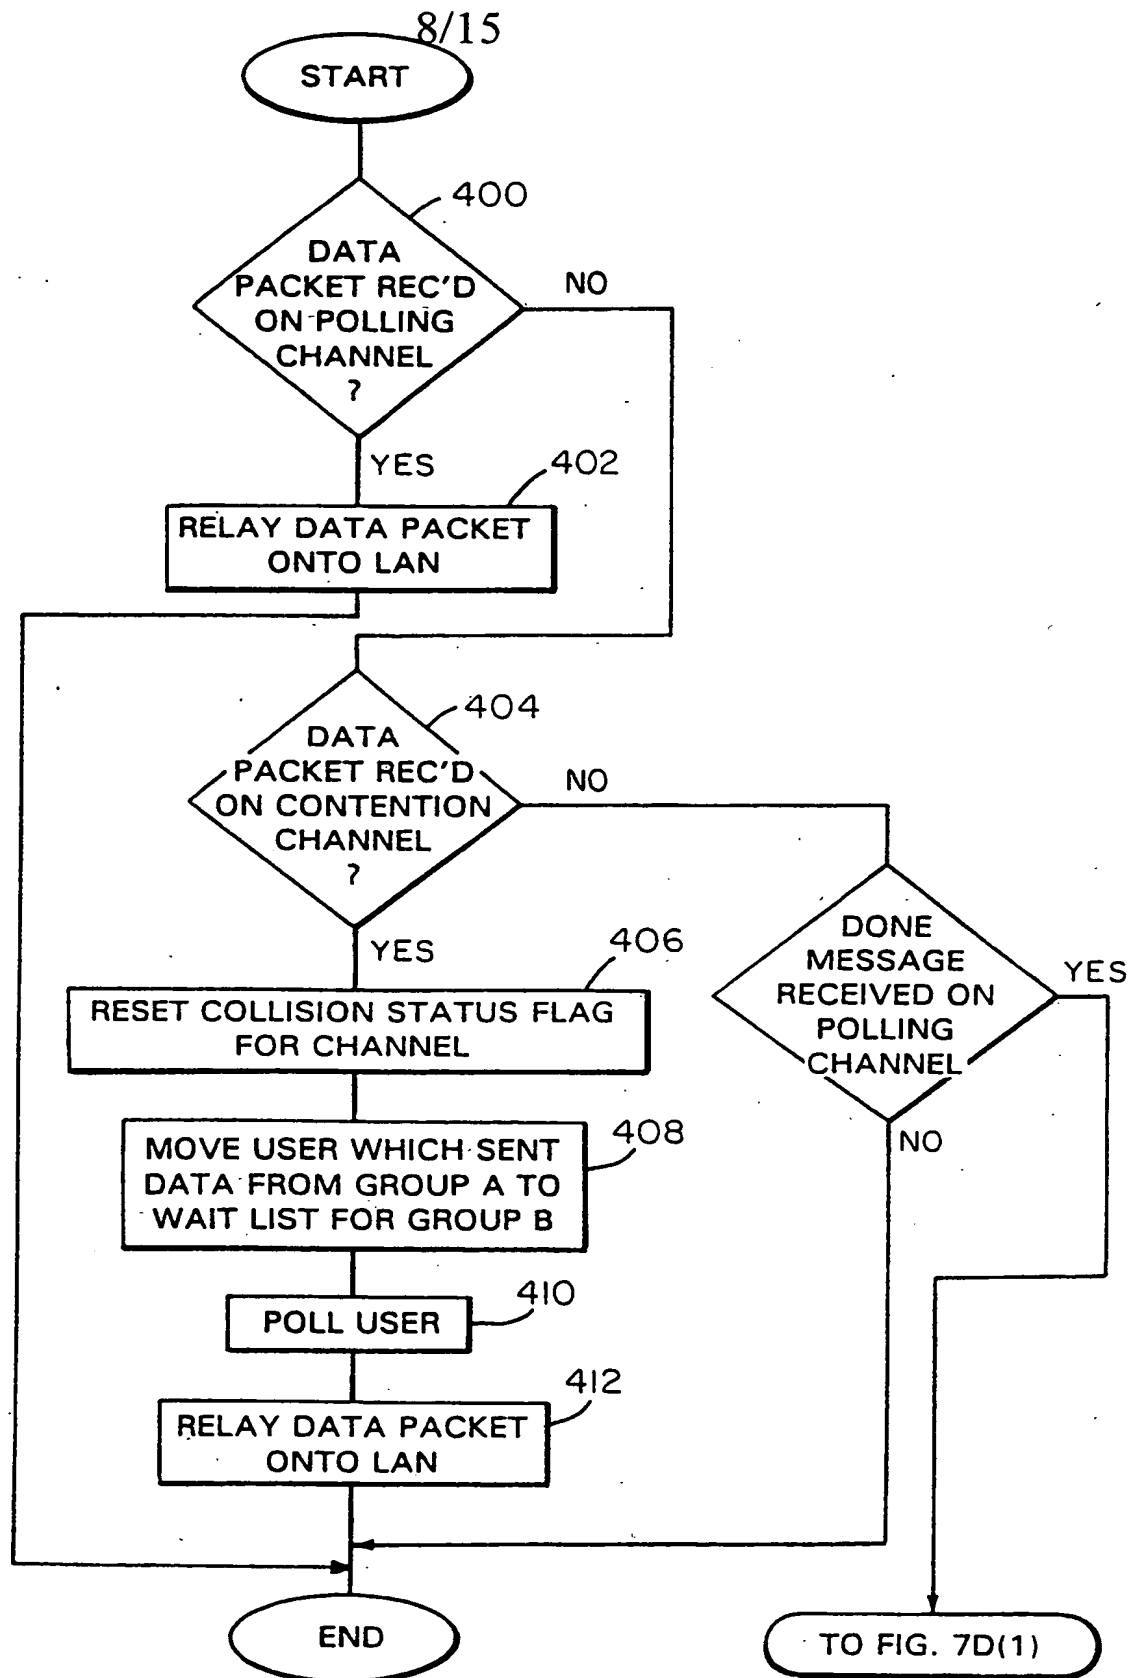 8/15
START
400
DATA
PACKET REC'D
ON POLLING
CHANNEL
?
NO
YES
402
RELAY DATA PACKET
ONTO LAN
404
DATA
PACKET REC'D
ON CONTENTION
CHANNEL
?
NO
YES
DONE
MESSAGE
RECEIVED ON
POLLING
CHANNEL
YES
NO
406
RESET COLLISION STATUS FLAG
FOR CHANNEL
408
MOVE USER WHICH SENT
DATA FROM GROUP A TO
WAIT LIST FOR GROUP B
410
POLL USER
412
RELAY DATA PACKET
ONTO LAN
END
TO FIG. 7D(1)